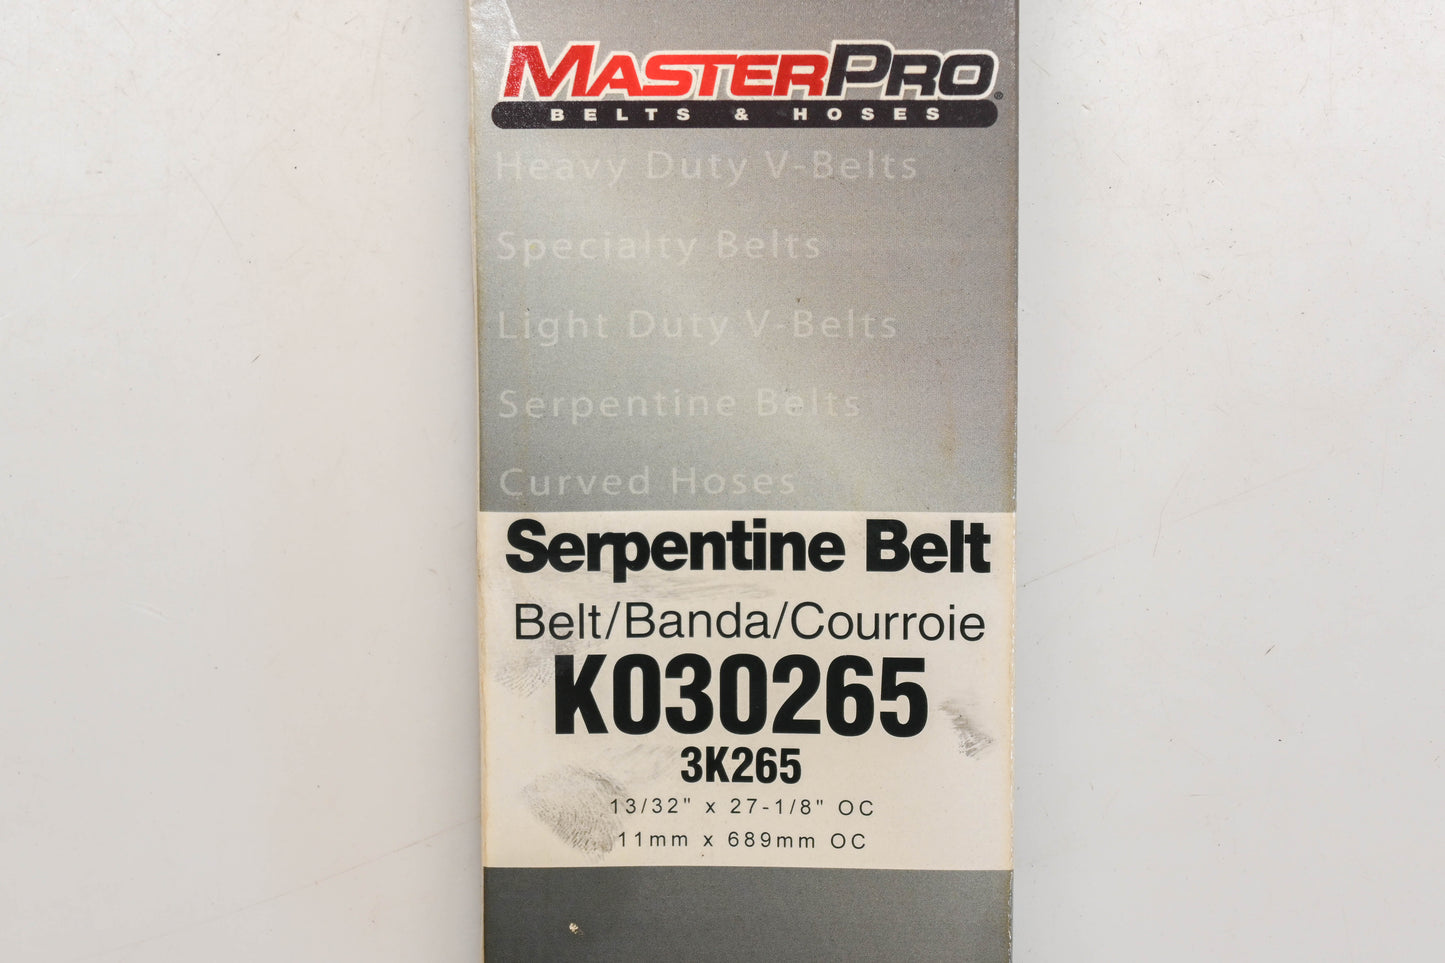 MASTERPRO®
BELTS & HOSES
Heavy Duty V-Belts
Specialty Belts
Light Duty V-Belts
Serpentine Belts
Curved Hoses
Serpentine Belt
Belt/Banda/Courroie
K030265
3K265
13/32" x 27-1/8" OC
11mm x 689mm OC